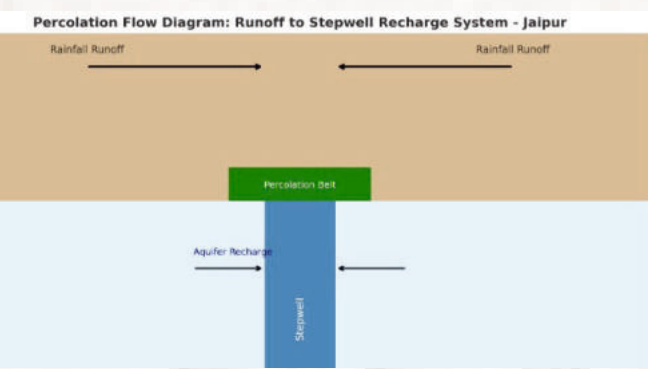 Percolation Flow Diagram: Runoff to Stepwell Recharge System - Jaipur
Rainfall Runoff
Rainfall Runoff
Percolation Belt
Aquifer Recharge
Stepwell